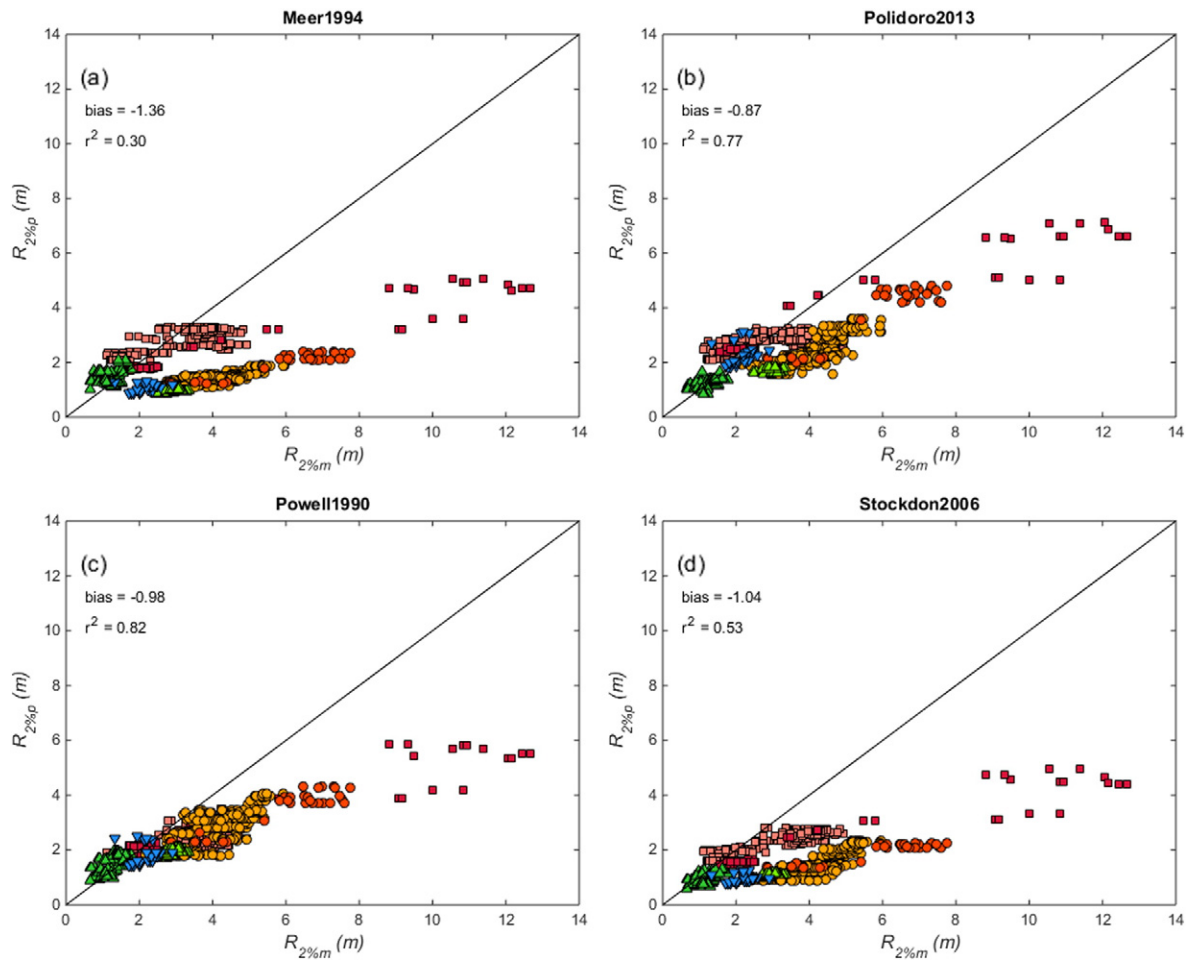 Meer1994
(a)
bias = -1.36
r2 = 0.30
14
12
10
8
6
4
2
0
R2%p (m)
0 2 4 6 8 10 12 14
R2%m (m)
Polidoro2013
(b)
bias = -0.87
r2 = 0.77
14
12
10
8
6
4
2
0
R2%p (m)
0 2 4 6 8 10 12 14
R2%m (m)
Powell1990
(c)
bias = -0.98
r2 = 0.82
14
12
10
8
6
4
2
0
R2%p (m)
0 2 4 6 8 10 12 14
R2%m (m)
Stockdon2006
(d)
bias = -1.04
r2 = 0.53
14
12
10
8
6
4
2
0
R2%p (m)
0 2 4 6 8 10 12 14
R2%m (m)